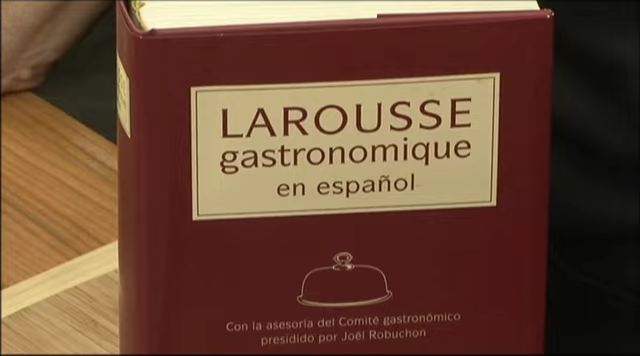 LAROUSSE
gastronomique
en español
Con la asesoría del Comité gastronómico
presidido por Joël Robuchon